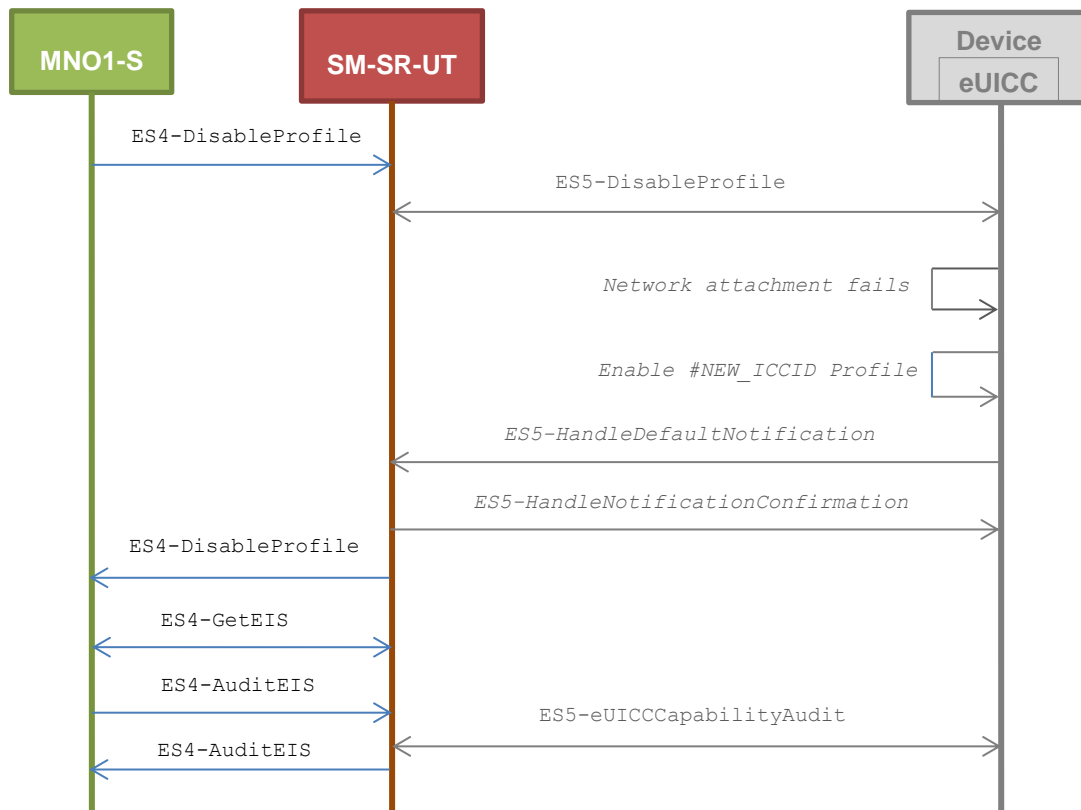 MNO1-S
SM-SR-UT
Device
eUICC
ES4-DisableProfile
ES5-DisableProfile
Network attachment fails
Enable #NEW_ICCID Profile
ES5-HandleDefaultNotification
ES5-HandleNotificationConfirmation
ES4-DisableProfile
ES4-GetEIS
ES4-AuditEIS
ES5-eUICCCapabilityAudit
ES4-AuditEIS